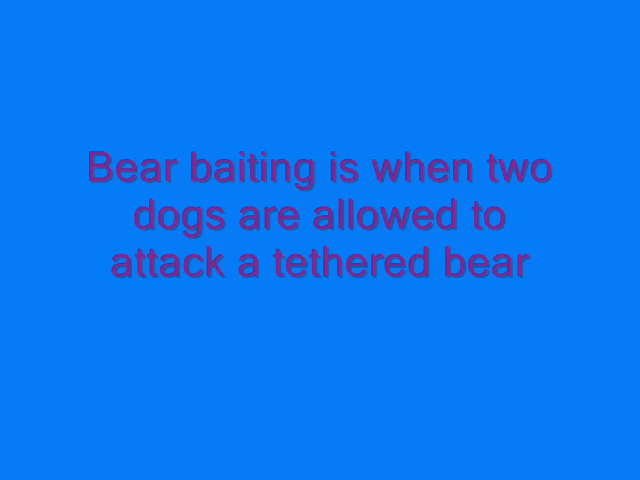 Bear baiting is when two
dogs are allowed to
attack a tethered bear